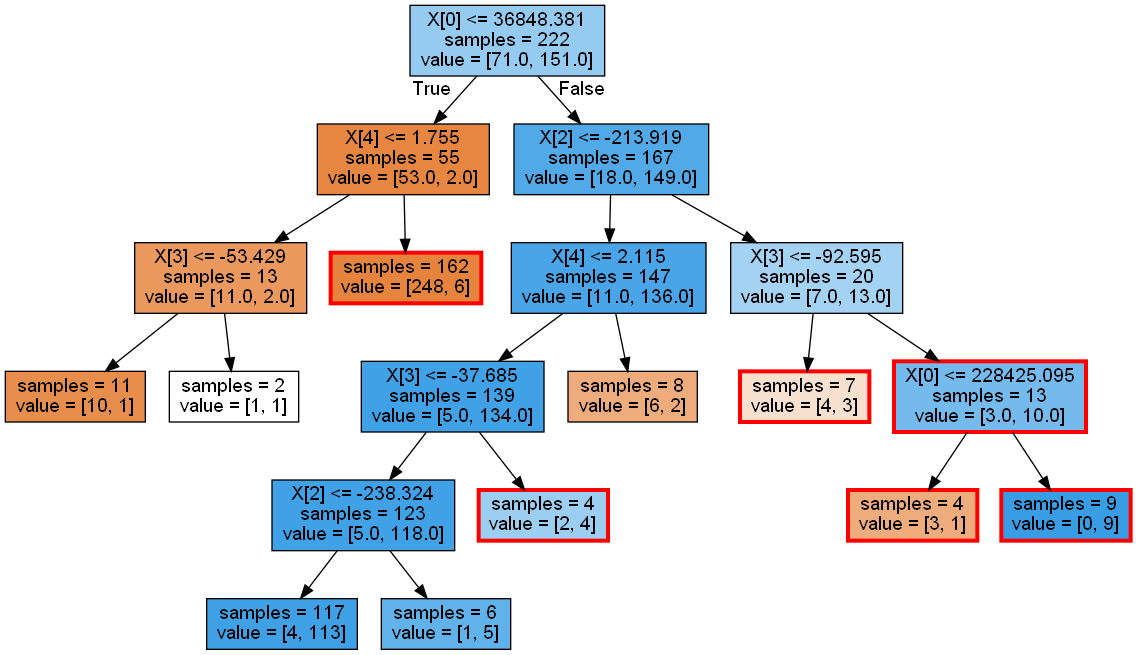 X[0] <= 36848.381
samples = 222
value = [71.0, 151.0]
True
False
X[4] <= 1.755
samples = 55
value = [53.0, 2.0]
X[2] <= -213.919
samples = 167
value = [18.0, 149.0]
X[3] <= -53.429
samples = 13
value = [11.0, 2.0]
samples = 162
value = [248, 6]
X[4] <= 2.115
samples = 147
value = [11.0, 136.0]
X[3] <= -92.595
samples = 20
value = [7.0, 13.0]
samples = 11
value = [10, 1]
samples = 2
value = [1, 1]
X[3] <= -37.685
samples = 139
value = [5.0, 134.0]
samples = 8
value = [6, 2]
samples = 7
value = [4, 3]
X[0] <= 228425.095
samples = 13
value = [3.0, 10.0]
X[2] <= -238.324
samples = 123
value = [5.0, 118.0]
samples = 4
value = [2, 4]
samples = 4
value = [3, 1]
samples = 9
value = [0, 9]
samples = 117
value = [4, 113]
samples = 6
value = [1, 5]